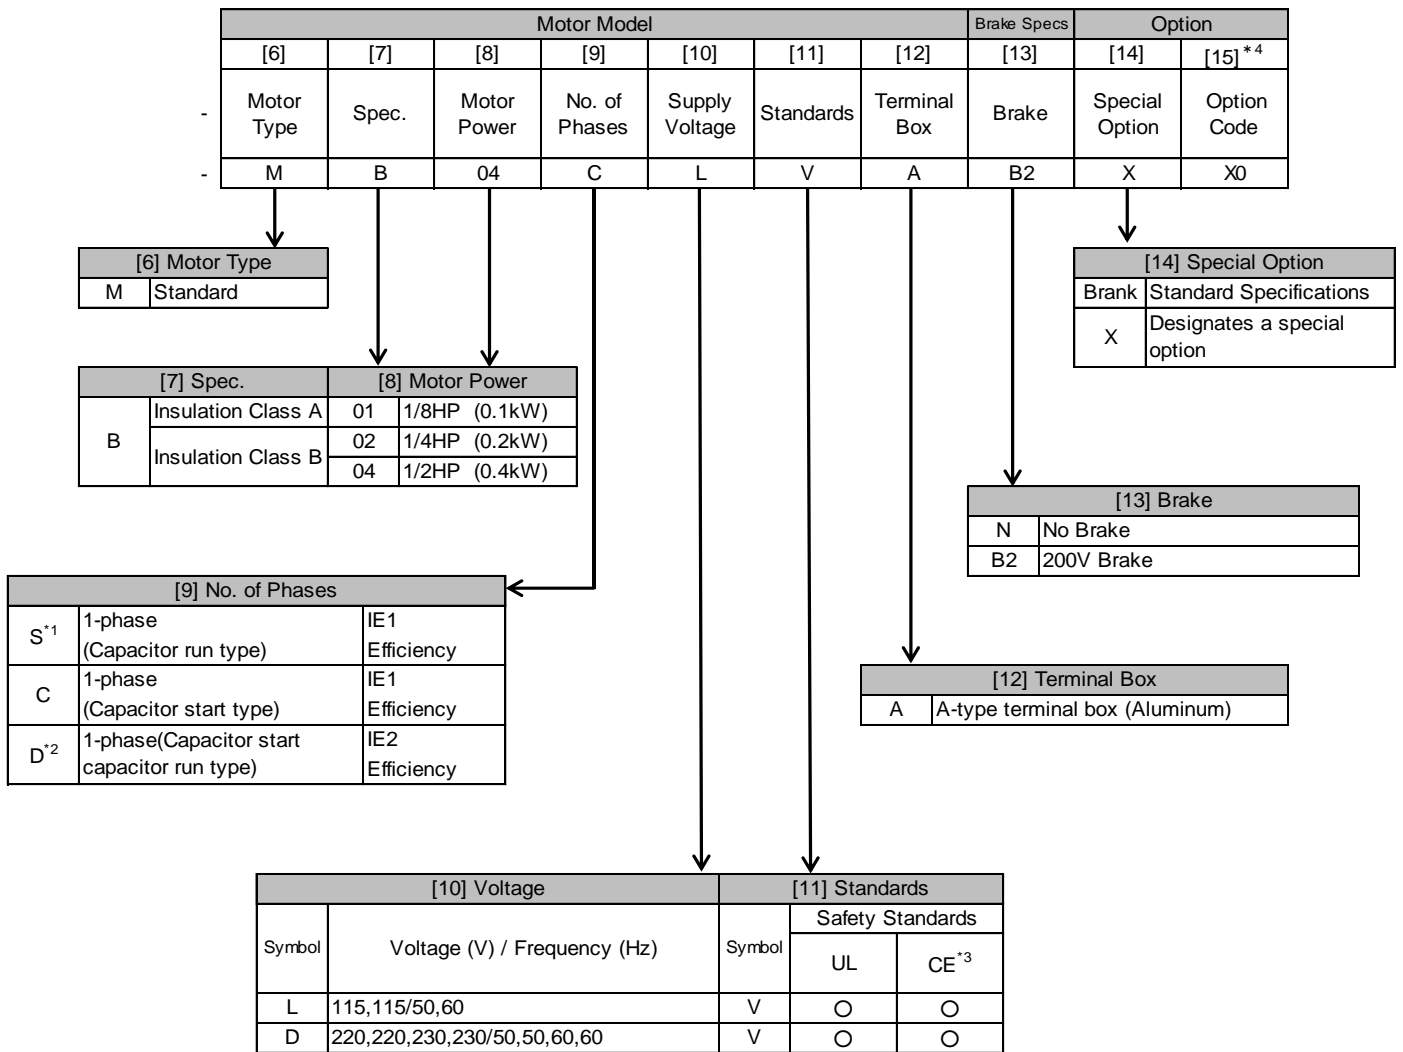 Motor Model Brake Specs Option
[6] [7] [8] [9] [10] [11] [12] [13] [14] [15]*4
- Motor Type Spec. Motor Power No. of Phases Supply Voltage Standards Terminal Box Brake Special Option Option Code
- M B 04 C L V A B2 X X0
[6] Motor Type
M Standard
[14] Special Option
Brank Standard Specifications
X Designates a special
option
[7] Spec. [8] Motor Power
B Insulation Class A 01 1/8HP (0.1kW)
Insulation Class B 02 1/4HP (0.2kW)
04 1/2HP (0.4kW)
[13] Brake
N No Brake
B2 200V Brake
[9] No. of Phases
S*1 1-phase IE1
(Capacitor run type) Efficiency
C 1-phase IE1
(Capacitor start type) Efficiency
D*2 1-phase(Capacitor start IE2
capacitor run type) Efficiency
[12] Terminal Box
A A-type terminal box (Aluminum)
[10] Voltage [11] Standards
Symbol Voltage (V) / Frequency (Hz) Symbol Safety Standards
UL CE*3
L 115,115/50,60 V ○ ○
D 220,220,230,230/50,50,60,60 V ○ ○